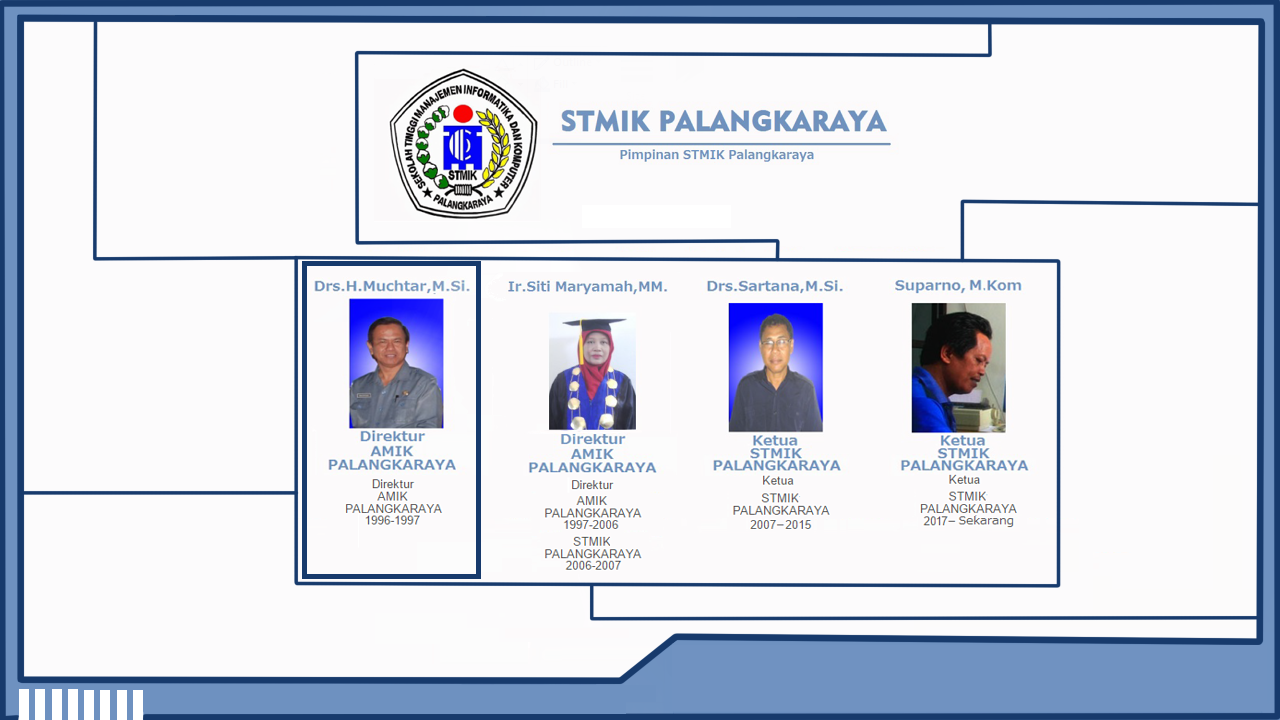 SEKOLAH TINGGI MANAJEMEN INFORMATIKA DAN KOMPUTER
STMIK
PALANGKARAYA
STMIK PALANGKARAYA
Pimpinan STMIK Palangkaraya
Drs.H.Muchtar,M.Si.
Direktur
AMIK
PALANGKARAYA
Direktur
AMIK
PALANGKARAYA
1996-1997
Ir.Siti Maryamah,MM.
Direktur
AMIK
PALANGKARAYA
Direktur
AMIK
PALANGKARAYA
1997-2006
STMIK
PALANGKARAYA
2006-2007
Drs.Sartana,M.Si.
Ketua
STMIK
PALANGKARAYA
Ketua
STMIK
PALANGKARAYA
2007–2015
Suparno, M.Kom
Ketua
STMIK
PALANGKARAYA
Ketua
STMIK
PALANGKARAYA
2017– Sekarang